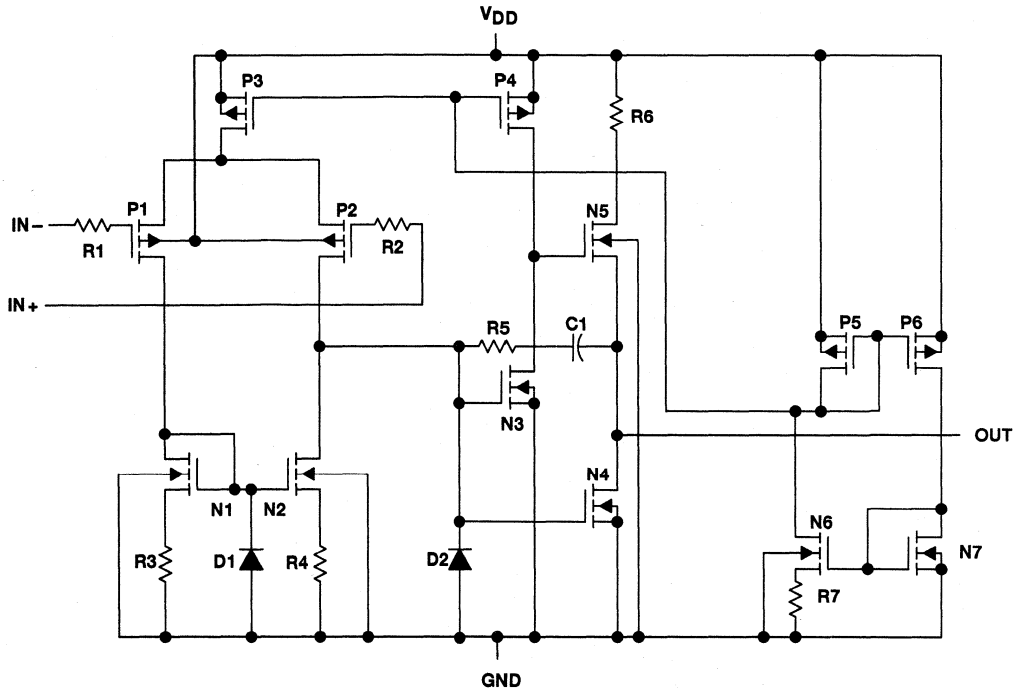 VDD
P3
P4
R6
P1
P2
N5
IN−
R1
R2
IN+
R5
C1
P5
P6
N3
OUT
N4
N1
N2
N6
R3
D1
R4
D2
N7
R7
GND